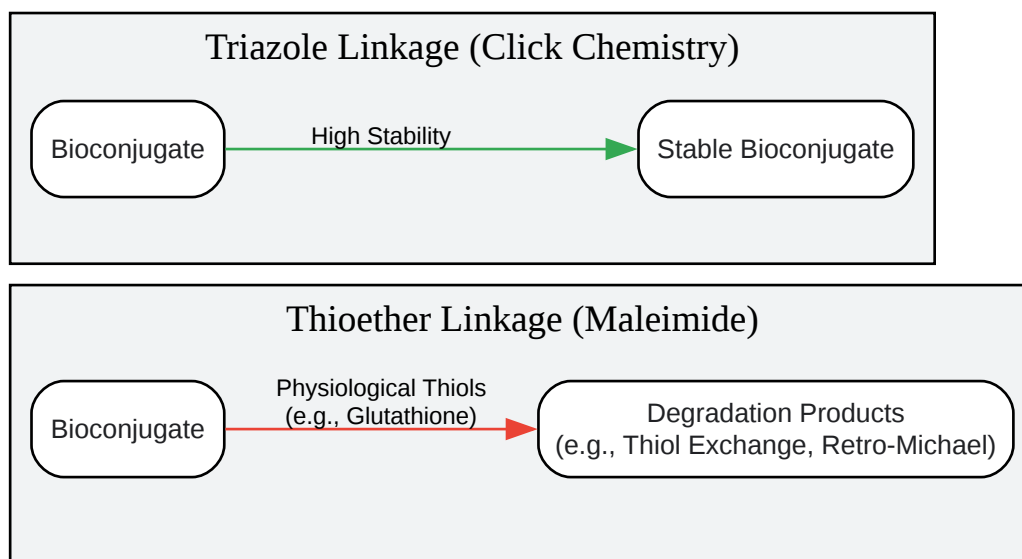 Triazole Linkage (Click Chemistry)
Bioconjugate
High Stability
Stable Bioconjugate
Thioether Linkage (Maleimide)
Bioconjugate
Physiological Thiols
(e.g., Glutathione)
Degradation Products
(e.g., Thiol Exchange, Retro-Michael)